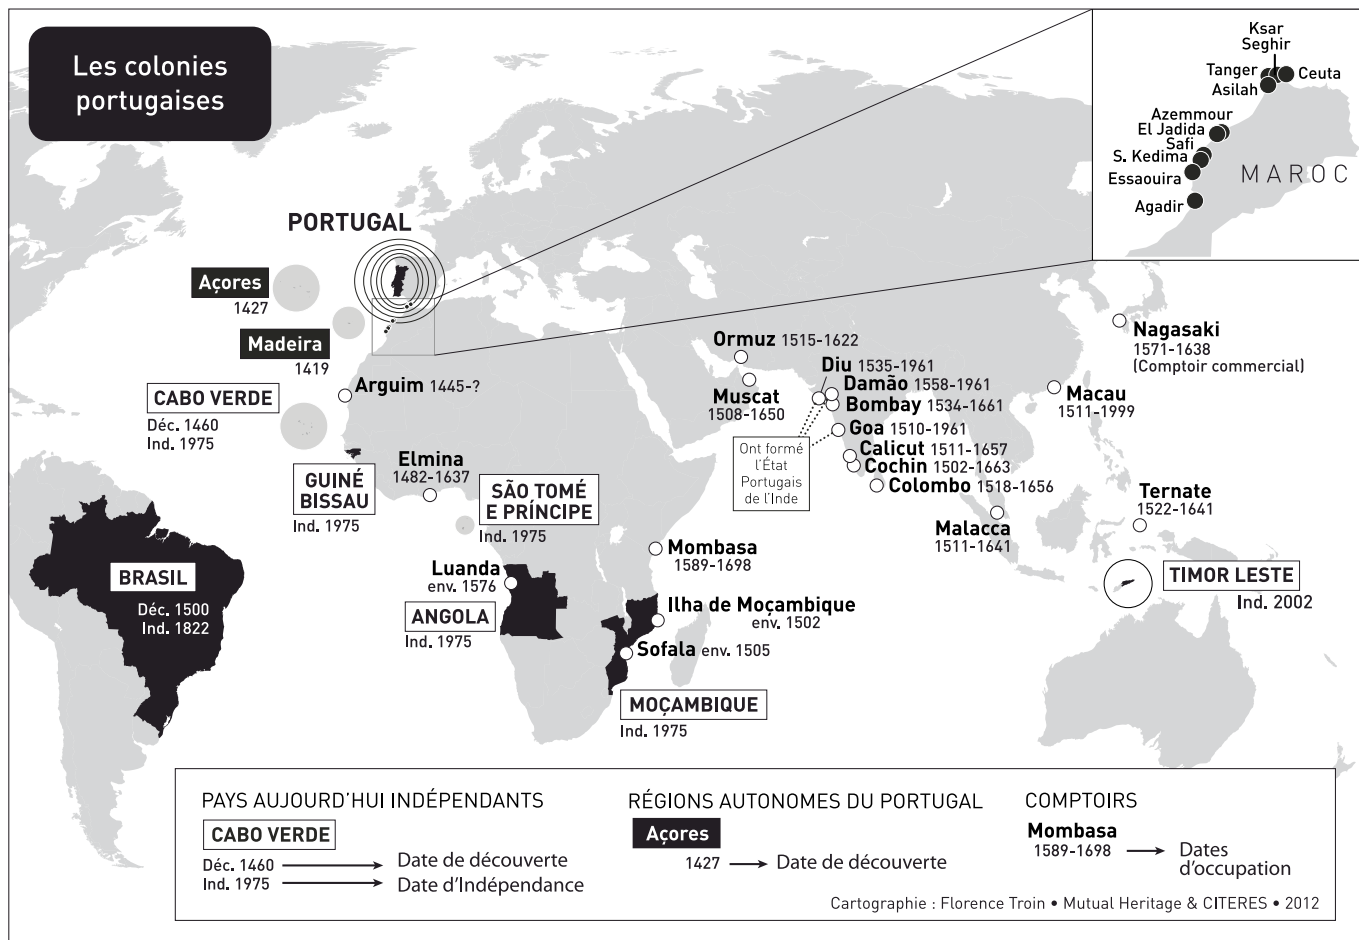 Les colonies
portugaises
Ksar
Seghir
Tanger
Ceuta
Asilah
Azemmour
El Jadida
Safi
S. Kedima
Essaouira
Agadir
MAROC
PORTUGAL
Açores
1427
Madeira
1419
Arguim 1445-?
CABO VERDE
Déc. 1460
Ind. 1975
GUINÉ
BISSAU
Ind. 1975
Elmina
1482-1637
SÃO TOMÉ
E PRÍNCIPE
Ind. 1975
BRASIL
Déc. 1500
Ind. 1822
Luanda
env. 1576
ANGOLA
Ind. 1975
Mombasa
1589-1698
Ilha de Moçambique
env. 1502
Sofala env. 1505
MOÇAMBIQUE
Ind. 1975
Ormuz 1515-1622
Muscat
1508-1650
Diu 1535-1961
Damão 1558-1961
Bombay 1534-1661
Goa 1510-1961
Calicut 1511-1657
Cochin 1502-1663
Colombo 1518-1656
Ont formé
l'État
Portugais
de l'Inde
Malacca
1511-1641
Nagasaki
1571-1638
(Comptoir commercial)
Macau
1511-1999
Ternate
1522-1641
TIMOR LESTE
Ind. 2002
PAYS AUJOURD'HUI INDÉPENDANTS
CABO VERDE
Déc. 1460
Date de découverte
Ind. 1975
Date d'Indépendance
RÉGIONS AUTONOMES DU PORTUGAL
Açores
1427
Date de découverte
COMPTOIRS
Mombasa
1589-1698
Dates
d'occupation
Cartographie : Florence Troin • Mutual Heritage & CITERES • 2012